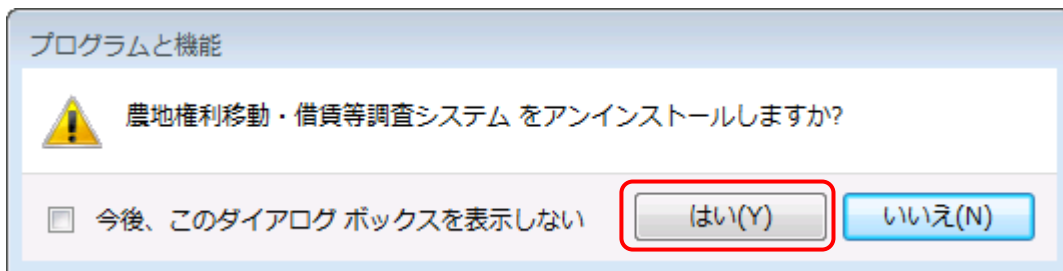 プログラムと機能
農地権利移動・借賃等調査システム をアンインストールしますか?
今後、このダイアログ ボックスを表示しない
はい(Y)
いいえ(N)